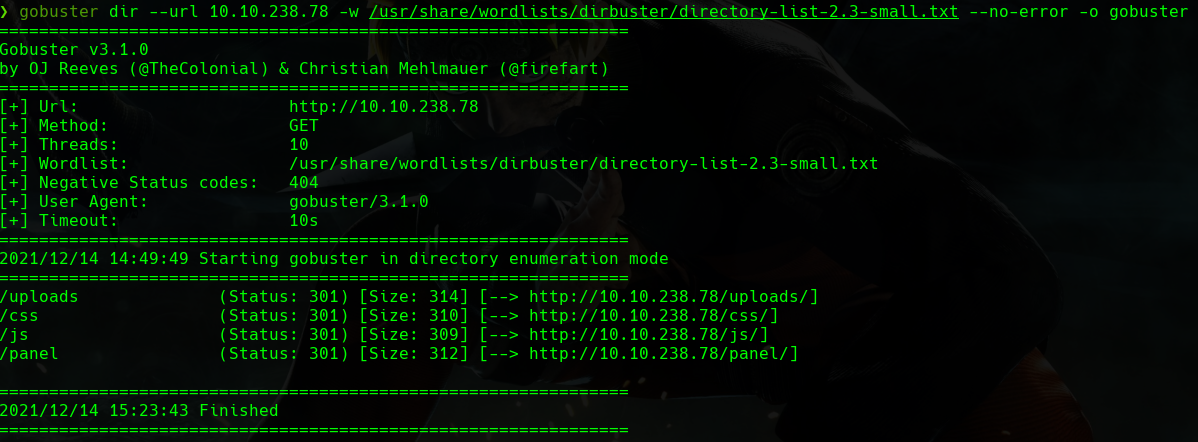 ❯ gobuster dir --url 10.10.238.78 -w /usr/share/wordlists/dirbuster/directory-list-2.3-small.txt --no-error -o gobuster
===============================================================
Gobuster v3.1.0
by OJ Reeves (@TheColonial) & Christian Mehlmauer (@firefart)
===============================================================
[+] Url:                     http://10.10.238.78
[+] Method:                  GET
[+] Threads:                 10
[+] Wordlist:                /usr/share/wordlists/dirbuster/directory-list-2.3-small.txt
[+] Negative Status codes:   404
[+] User Agent:              gobuster/3.1.0
[+] Timeout:                 10s
===============================================================
2021/12/14 14:49:49 Starting gobuster in directory enumeration mode
===============================================================
/uploads              (Status: 301) [Size: 314] [--> http://10.10.238.78/uploads/]
/css                  (Status: 301) [Size: 310] [--> http://10.10.238.78/css/]
/js                   (Status: 301) [Size: 309] [--> http://10.10.238.78/js/]
/panel                (Status: 301) [Size: 312] [--> http://10.10.238.78/panel/]
===============================================================
2021/12/14 15:23:43 Finished
===============================================================